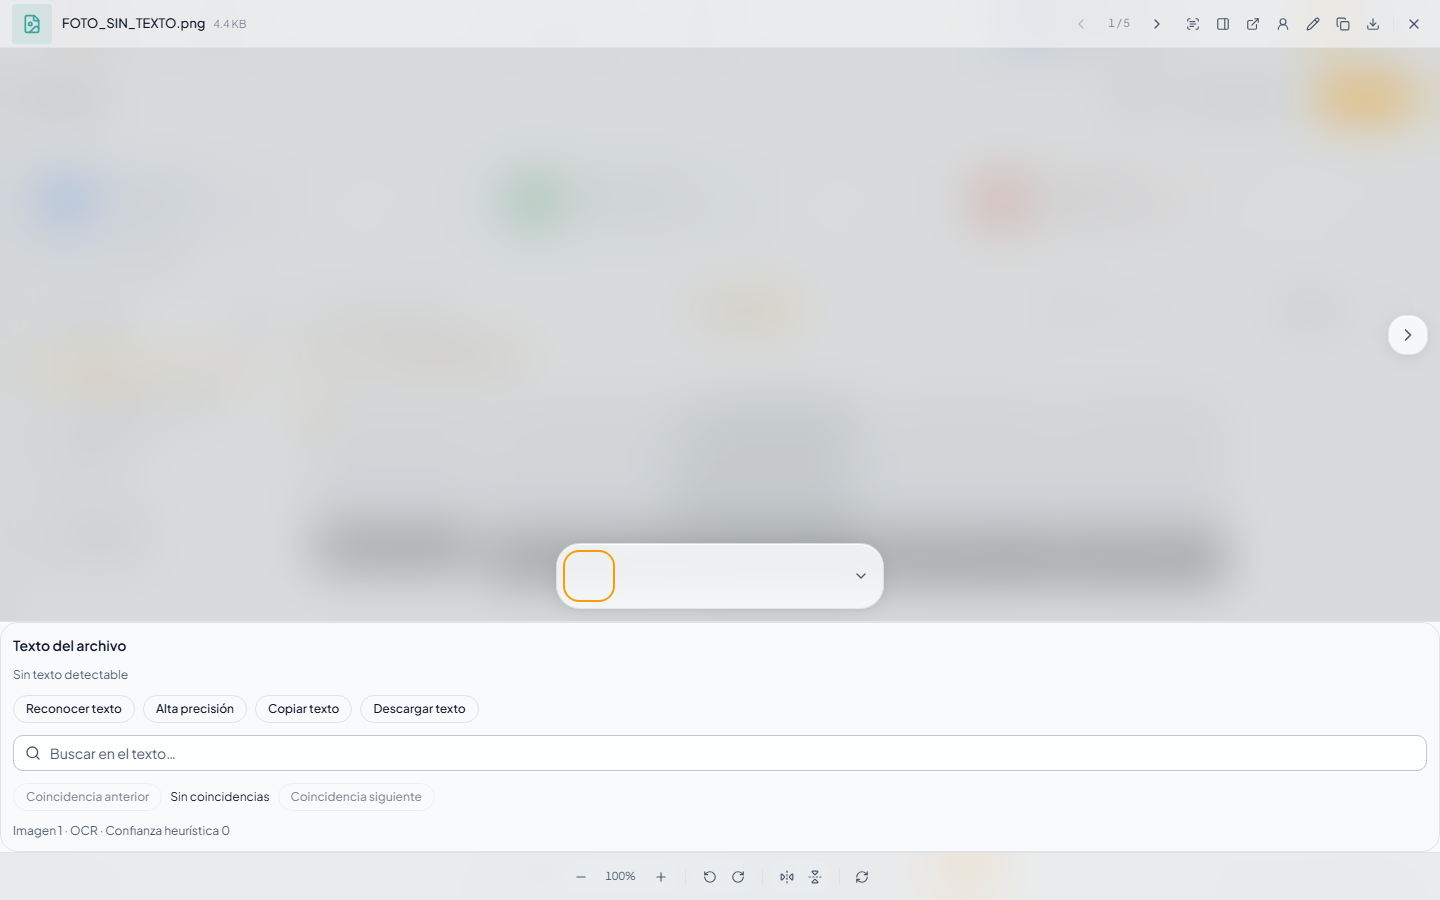 FOTO_SIN_TEXTO.png 4.4 KB
1 / 5
Texto del archivo
Sin texto detectable
Reconocer texto Alta precisión Copiar texto Descargar texto
Buscar en el texto...
Coincidencia anterior Sin coincidencias Coincidencia siguiente
Imagen 1 · OCR · Confianza heurística 0
100%